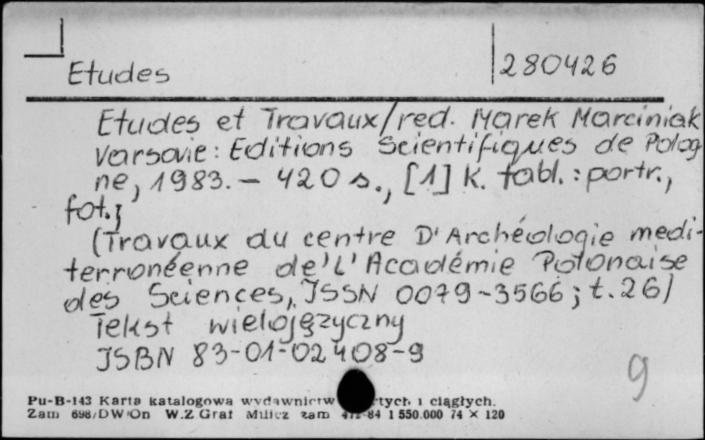 Etudes
280426
Etudes et Travaux/red. Marek Marciniak
Varsovie: Editions Scientifiques de Polog
ne, 1983. - 420 s., [1] k. tabl. : portr.,
fot.;
(Travaux du centre D'Archéologie medi-
terronéenne de'L'Académie Polonaise
des Sciences, ISSN 0079-3566; t.26)
Tekst wielojęzyczny
ISBN 83-01-02408-9
9
Pu-B-143 Karta katalogowa wydawnictw tych i ciągłych.
Zam 698/DW/On W.Z.Graf Milicz zam 84 1 550.000 74 × 120